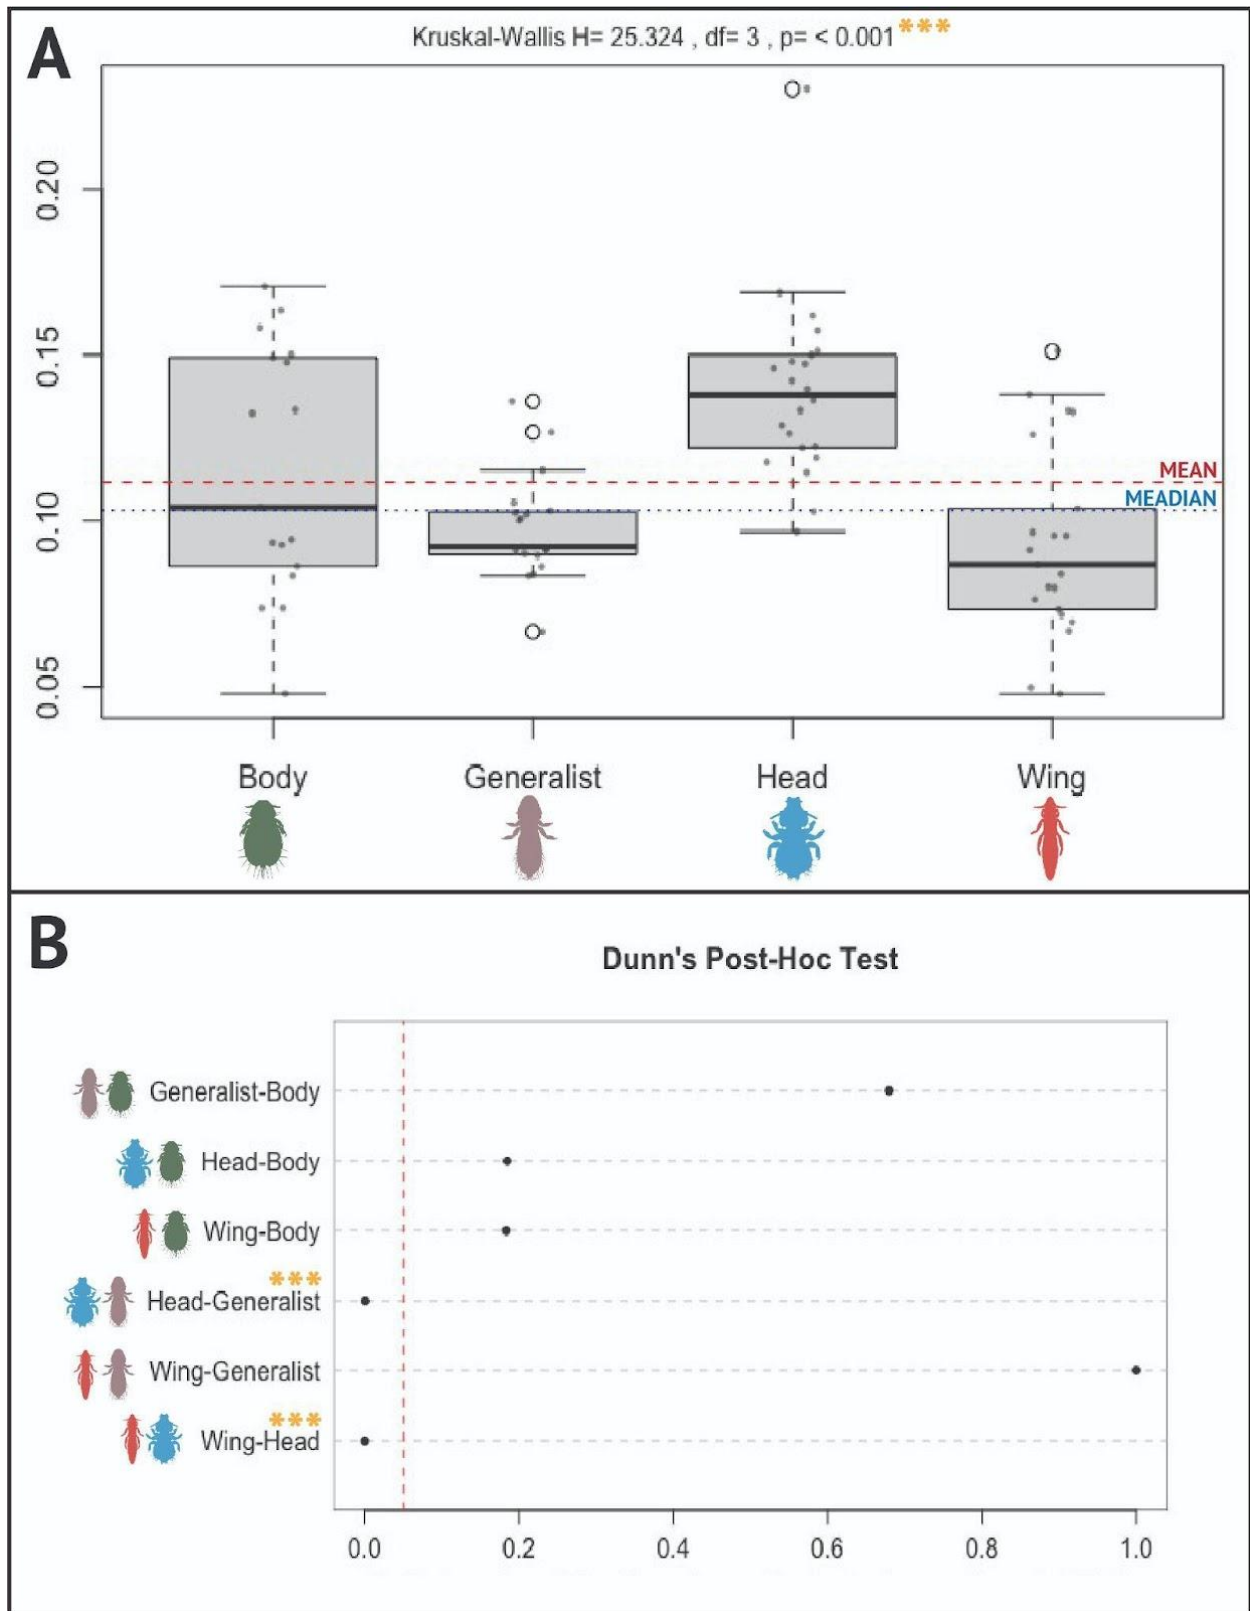 A
Kruskal-Wallis H= 25.324 , df= 3 , p= < 0.001***
0.20
0.15
0.10
0.05
MEAN
MEADIAN
Body
Generalist
Head
Wing
B
Dunn's Post-Hoc Test
Generalist-Body
Head-Body
Wing-Body
***
Head-Generalist
Wing-Generalist
***
Wing-Head
0.0 0.2 0.4 0.6 0.8 1.0